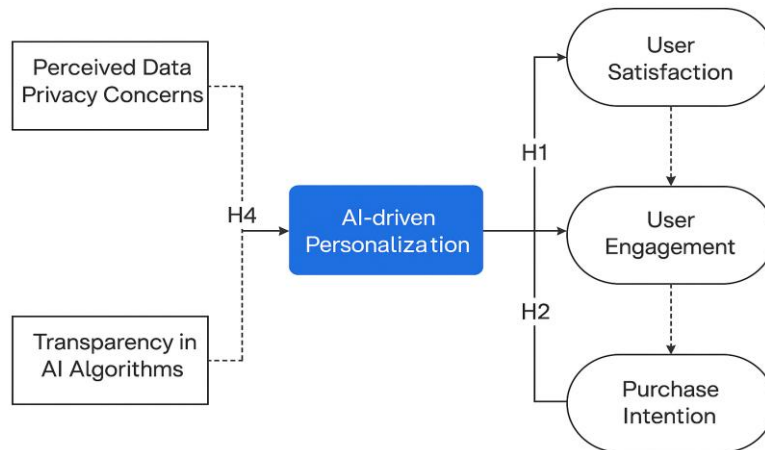 Perceived Data
Privacy Concerns
Transparency in
AI Algorithms
H4
AI-driven
Personalization
H1
H2
User
Satisfaction
User
Engagement
Purchase
Intention